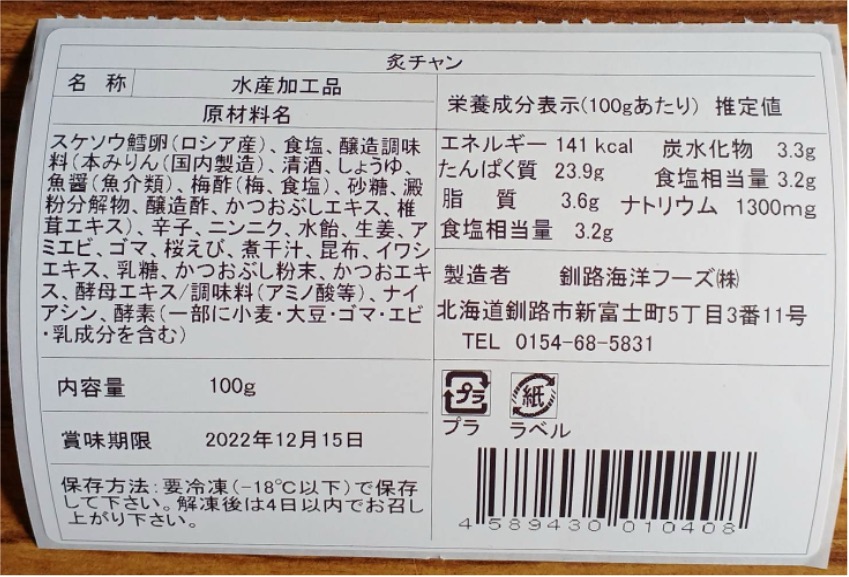 炙チャン
名 称 水産加工品
原材料名
スケソウ鱈卵(ロシア産)、食塩、醸造調味
料(本みりん(国内製造)、清酒、しょうゆ、
魚醤(魚介類)、梅酢(梅、食塩)、砂糖、澱
粉分解物、醸造酢、かつおぶしエキス、椎
茸エキス)、辛子、ニンニク、水飴、生姜、ア
ミエビ、ゴマ、桜えび、煮干汁、昆布、イワシ
エキス、乳糖、かつおぶし粉末、かつおエキ
ス、酵母エキス/調味料(アミノ酸等)、ナイ
アシン、酵素(一部に小麦・大豆・ゴマ・エビ
・乳成分を含む)
内容量 100g
賞味期限 2022年12月15日
保存方法:要冷凍(-18℃以下)で保存
して下さい。解凍後は4日以内でお召し
上がり下さい。
栄養成分表示(100gあたり) 推定値
エネルギー 141 kcal 炭水化物 3.3g
たんぱく質 23.9g 食塩相当量 3.2g
脂 質 3.6g ナトリウム 1300mg
食塩相当量 3.2g
製造者 釧路海洋フーズ㈱
北海道釧路市新富士町5丁目3番11号
TEL 0154-68-5831
プラ 紙
プラ ラベル
4 589430 010408